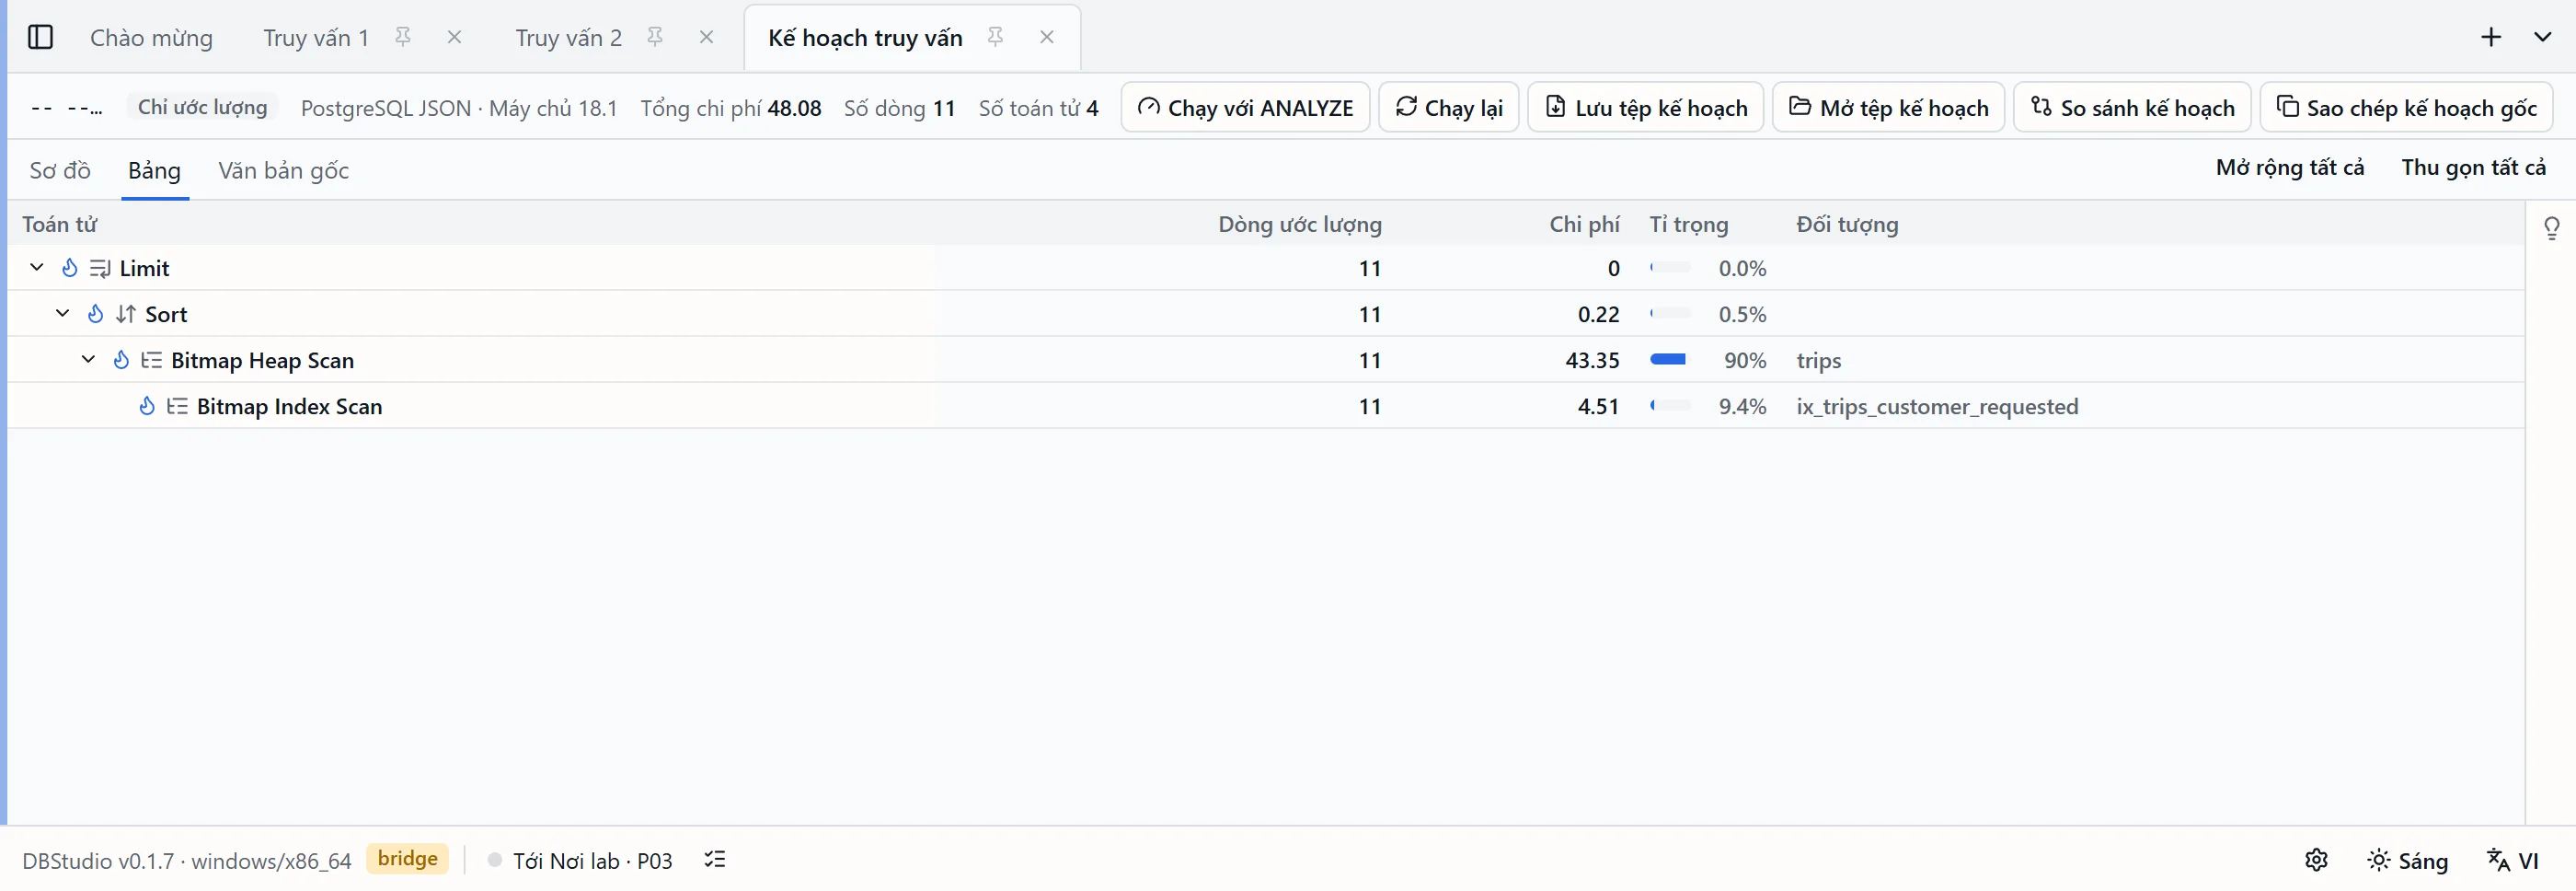 Chào mừng Truy vấn 1 Truy vấn 2 Kế hoạch truy vấn
-- --... Chỉ ước lượng PostgreSQL JSON · Máy chủ 18.1 Tổng chi phí 48.08 Số dòng 11 Số toán tử 4 Chạy với ANALYZE Chạy lại Lưu tệp kế hoạch Mở tệp kế hoạch So sánh kế hoạch Sao chép kế hoạch gốc
Sơ đồ Bảng Văn bản gốc Mở rộng tất cả Thu gọn tất cả
Toán tử Dòng ước lượng Chi phí Tỉ trọng Đối tượng
Limit 11 0 0.0%
Sort 11 0.22 0.5%
Bitmap Heap Scan 11 43.35 90% trips
Bitmap Index Scan 11 4.51 9.4% ix_trips_customer_requested
DBStudio v0.1.7 · windows/x86_64 bridge Tới Nơi lab · P03 Sáng VI